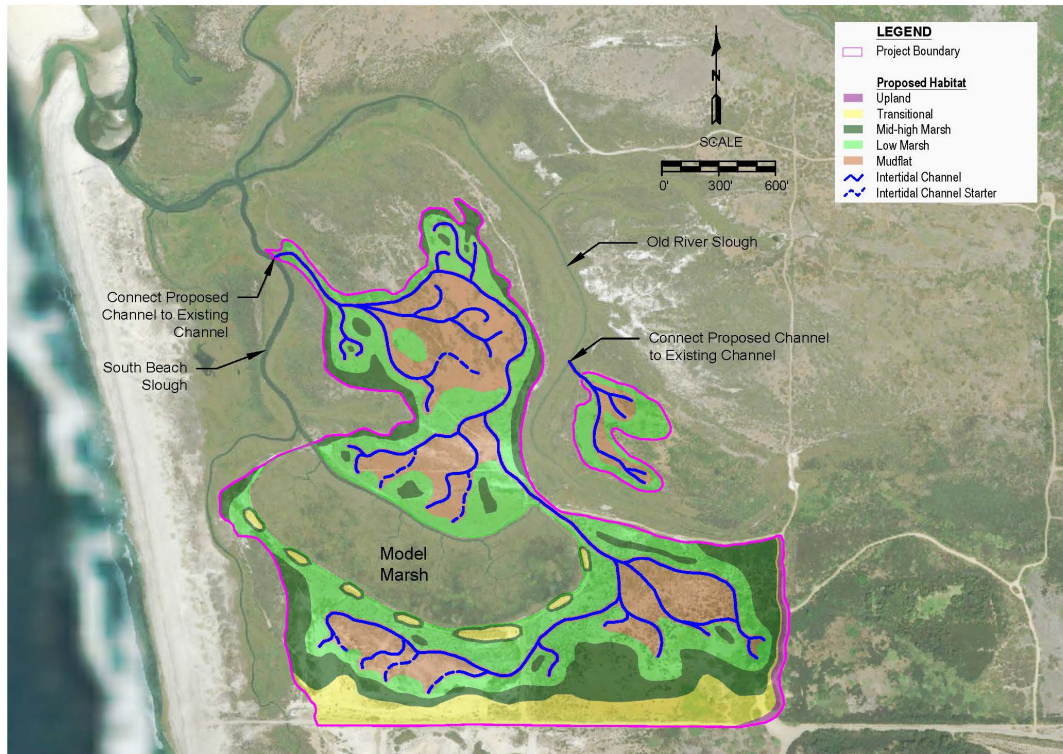 LEGEND
Project Boundary
Proposed Habitat
Upland
Transitional
Mid-high Marsh
Low Marsh
Mudflat
Intertidal Channel
Intertidal Channel Starter
N
SCALE
0'
300'
600'
Old River Slough
Connect Proposed
Channel to Existing
Channel
South Beach
Slough
Connect Proposed Channel
to Existing Channel
Model
Marsh